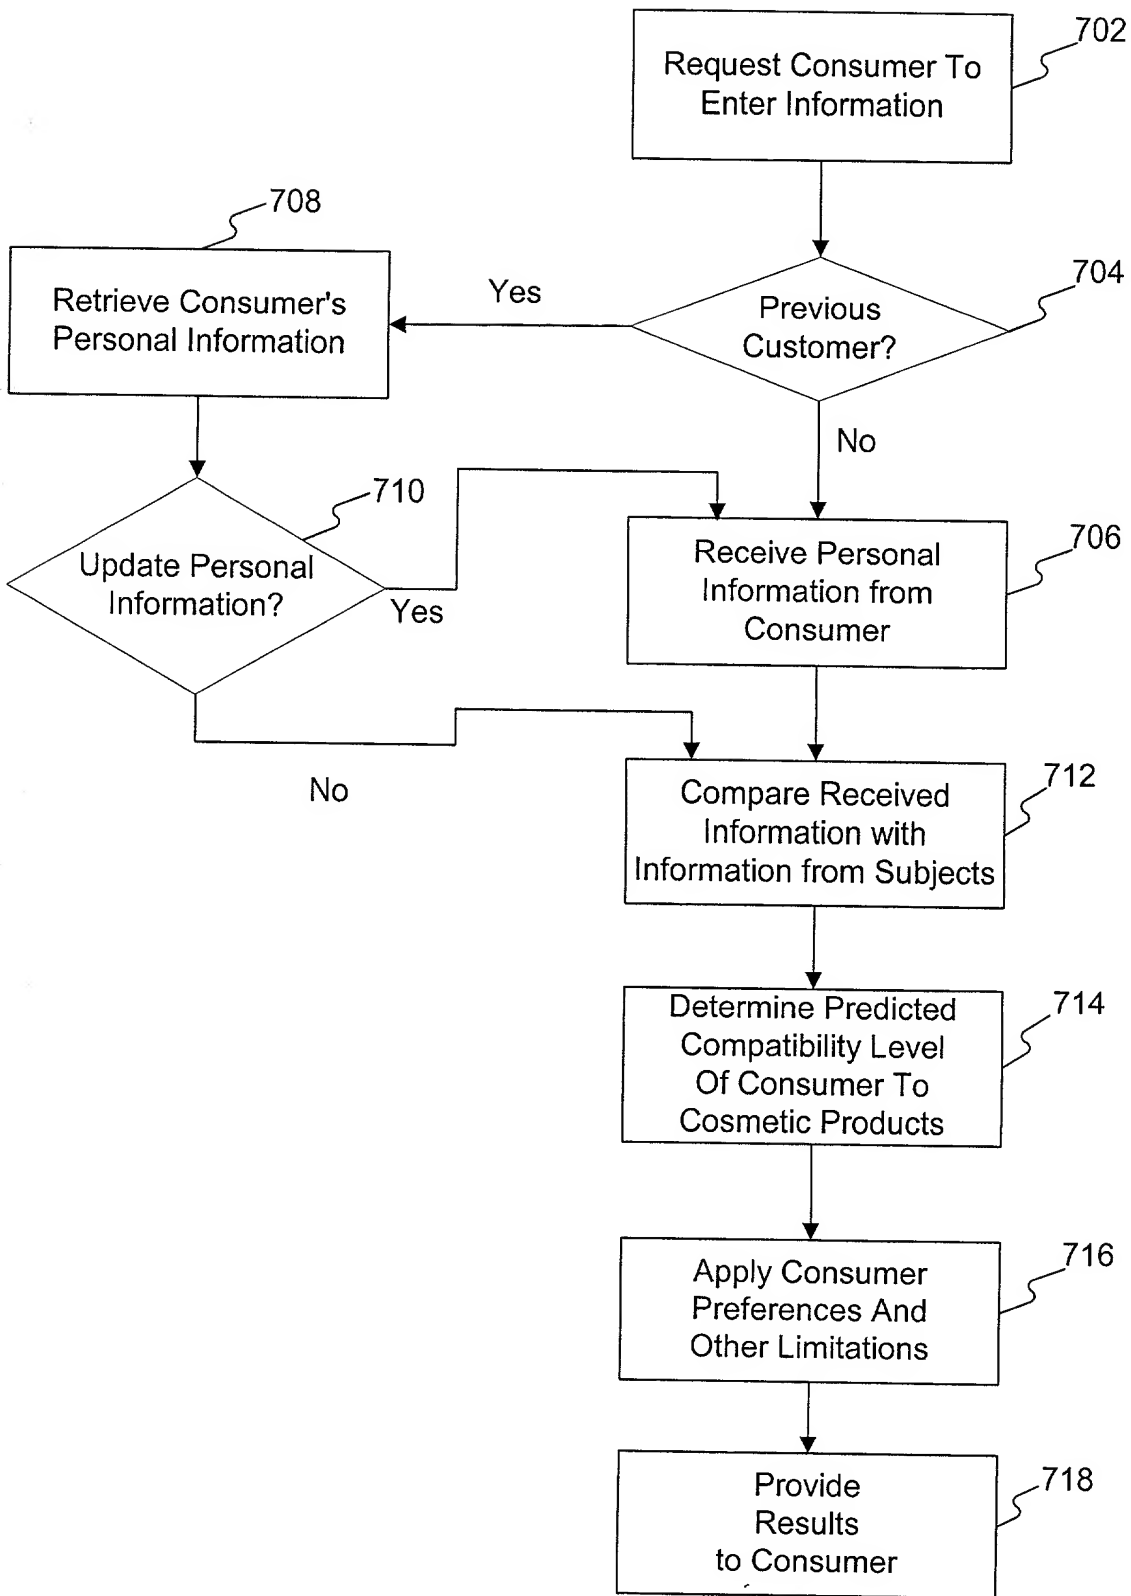 702
Request Consumer To
Enter Information
708
704
Retrieve Consumer's
Personal Information
Yes
Previous
Customer?
No
710
Update Personal
Information?
Yes
706
Receive Personal
Information from
Consumer
No
712
Compare Received
Information with
Information from Subjects
714
Determine Predicted
Compatibility Level
Of Consumer To
Cosmetic Products
716
Apply Consumer
Preferences And
Other Limitations
718
Provide
Results
to Consumer